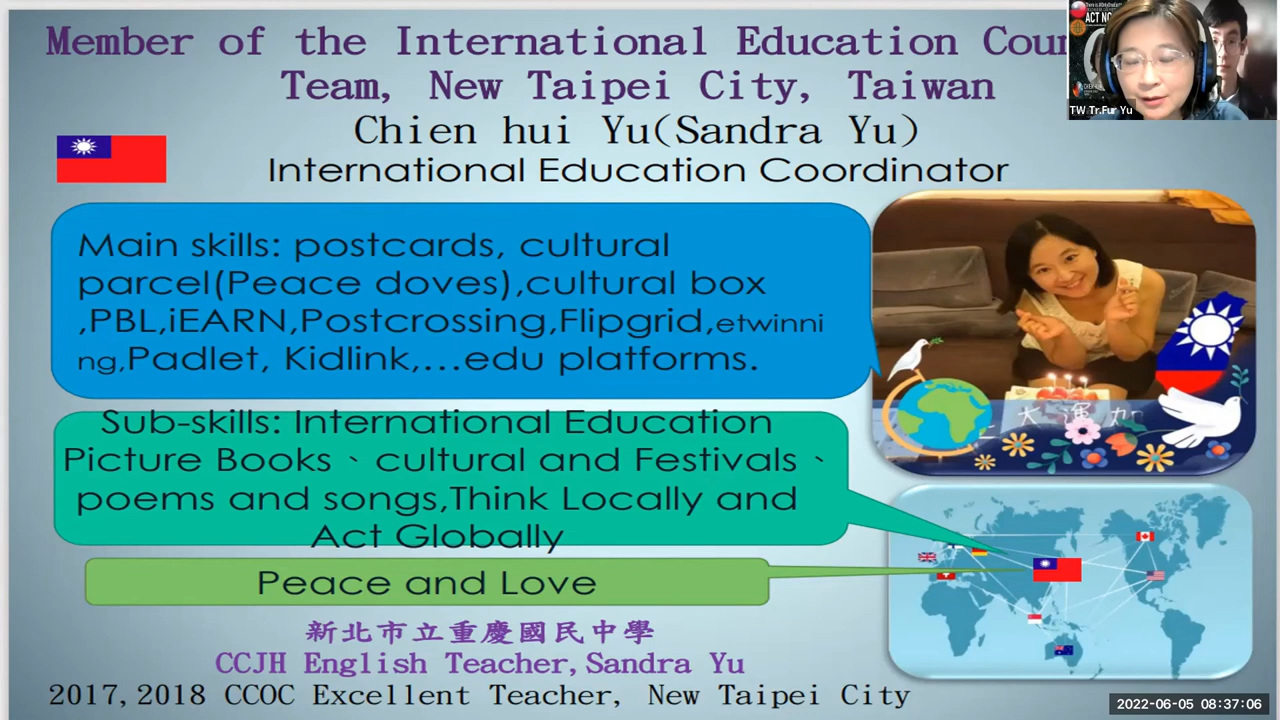 Member of the International Education
Team, New Taipei City, Taiwan
Chien hui Yu(Sandra Yu)
International Education Coordinator
Main skills: postcards, cultural
parcel(Peace doves),cultural box
,PBL,iEARN,Postcrossing,Flipgrid,etwinni
ng,Padlet, Kidlink,...edu platforms.
Sub-skills: International Education
Picture Books、cultural and Festivals、
poems and songs,Think Locally and
Act Globally
Peace and Love
新北市立重慶國民中學
CCJH English Teacher,Sandra Yu
2017,2018 CCOC Excellent Teacher, New Taipei City
ACT NO
TW Tr.Fur Yu
大運加
2022-06-05 08:37:06